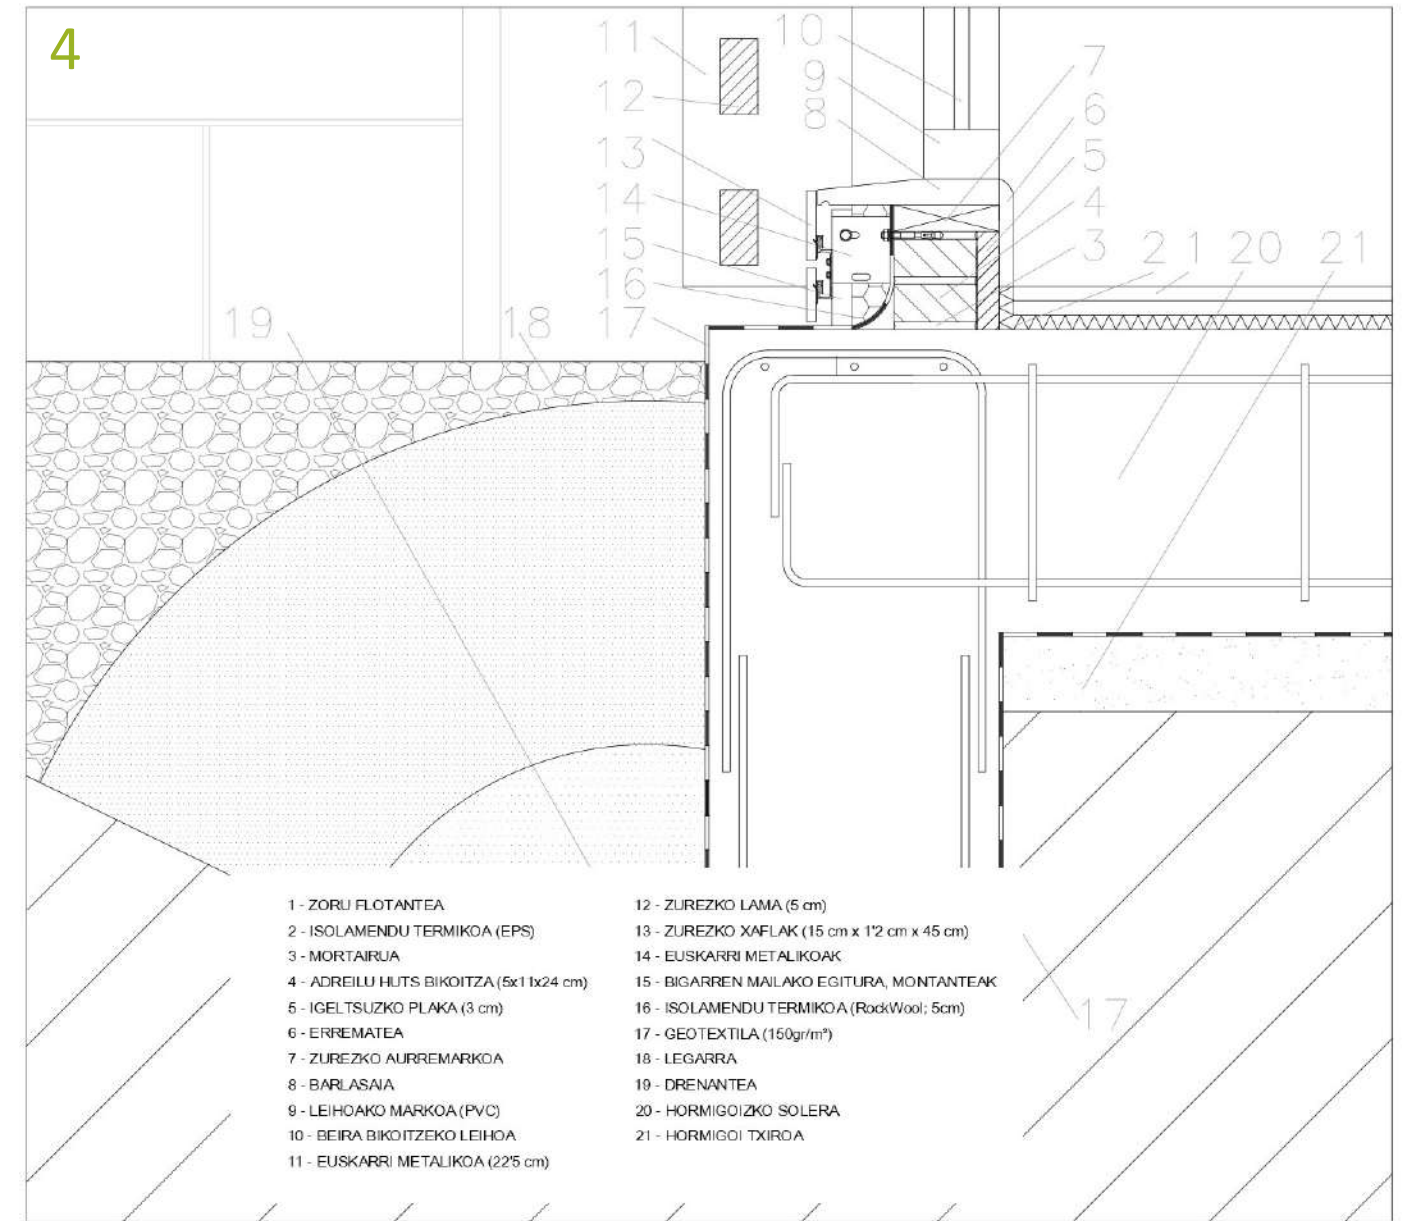 4
11
10
12
9
8
7
6
13
5
14
4
15
3
2
1
20
21
16
19
18
17
17
1 - ZORU FLOTANTEA
2 - ISOLAMENDU TERMIKOA (EPS)
3 - MORTAIRUA
4 - ADREILU HUTS BIKOITZA (5x11x24 cm)
5 - IGELTSUZKO PLAKA (3 cm)
6 - ERREMATEA
7 - ZUREZKO AURREMARKOA
8 - BARLASAIA
9 - LEIHOAKO MARKOA (PVC)
10 - BEIRA BIKOITZEKO LEIHOA
11 - EUSKARRI METALIKOA (22'5 cm)
12 - ZUREZKO LAMA (5 cm)
13 - ZUREZKO XAFLAK (15 cm x 1'2 cm x 45 cm)
14 - EUSKARRI METALIKOAK
15 - BIGARREN MAILAKO EGITURA, MONTANTEAK
16 - ISOLAMENDU TERMIKOA (RockWool; 5cm)
17 - GEOTEXTILA (150gr/m²)
18 - LEGARRA
19 - DRENANTEA
20 - HORMIGOIZKO SOLERA
21 - HORMIGOI TXIROA